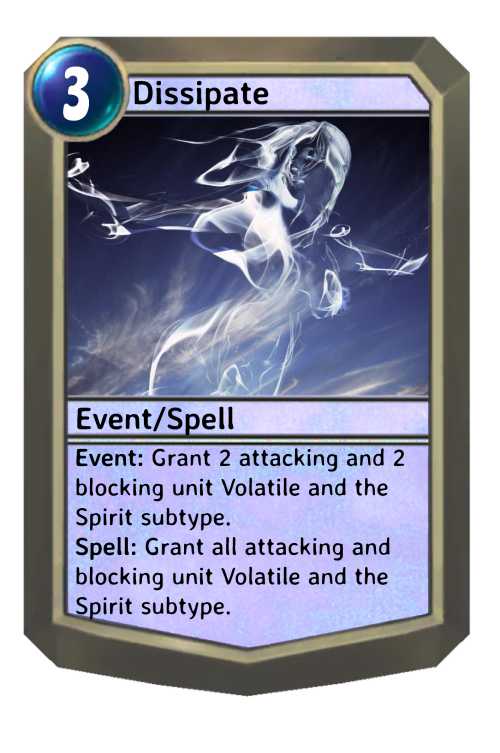 3
Dissipate
Event/Spell
Event: Grant 2 attacking and 2
blocking unit Volatile and the
Spirit subtype.
Spell: Grant all attacking and
blocking unit Volatile and the
Spirit subtype.